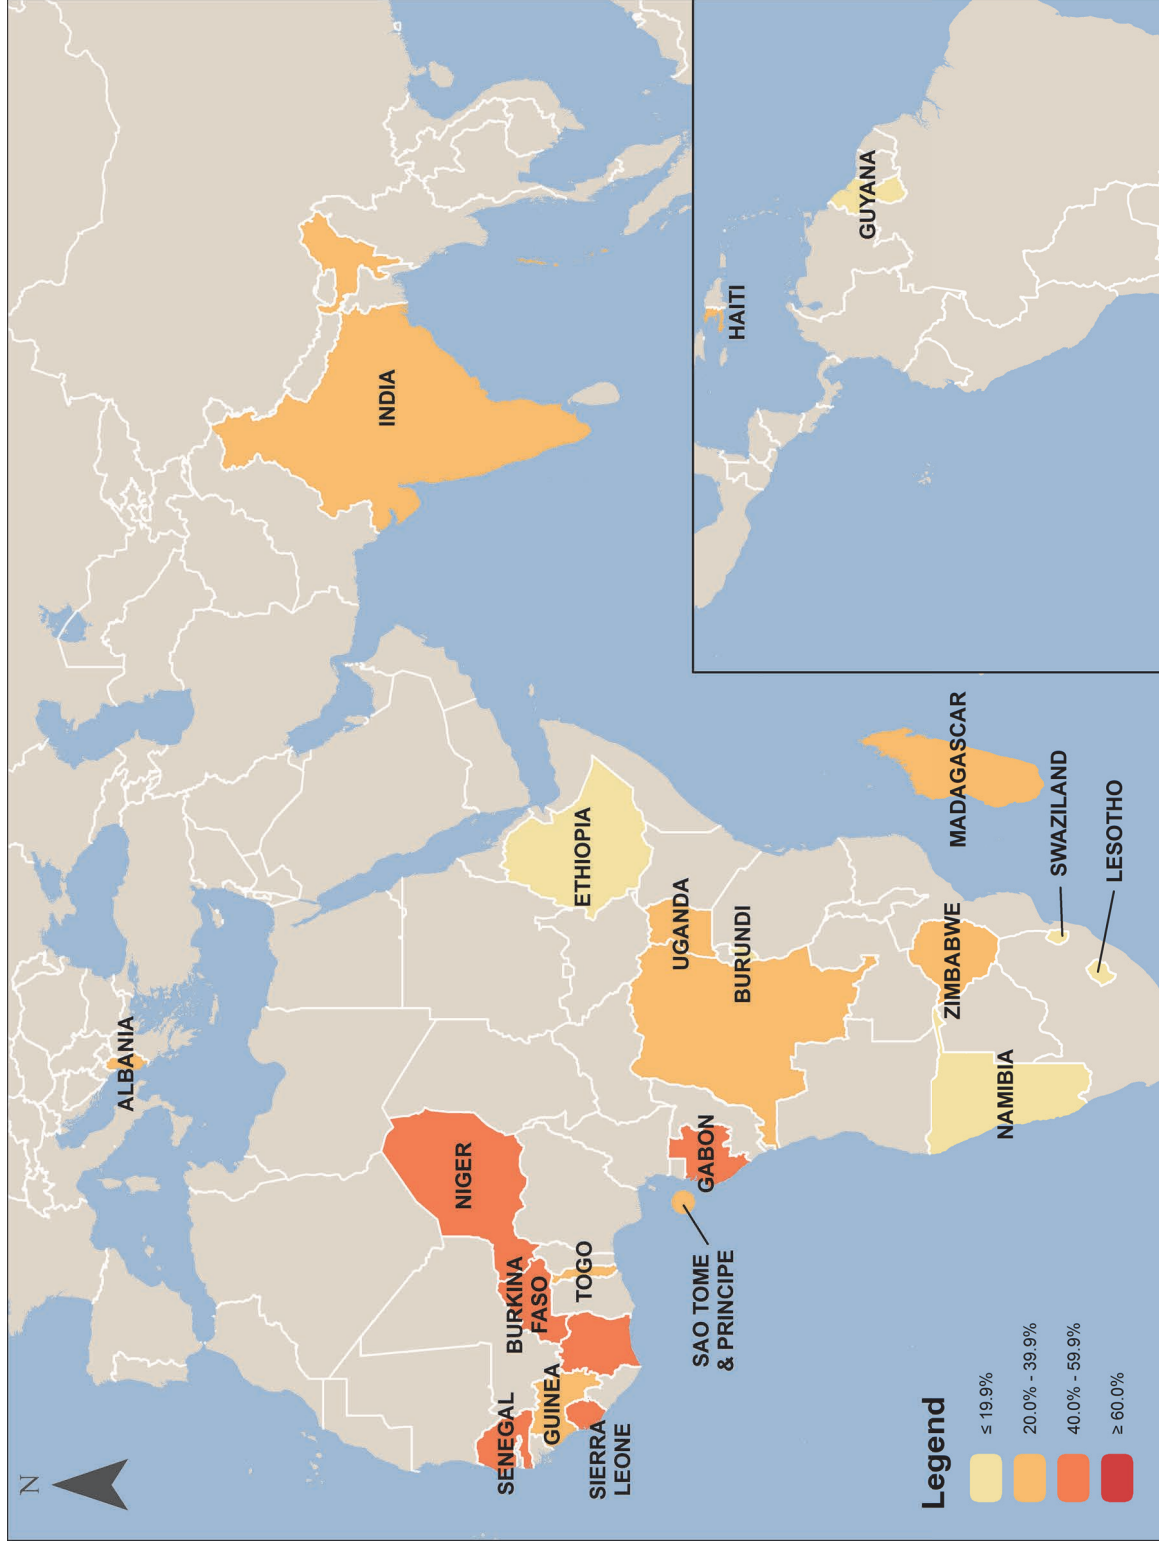 N
ALBANIA
INDIA
NIGER
SENEGAL
BURKINA
FASO
GUINEA
TOGO
SIERRA
LEONE
ETHIOPIA
UGANDA
BURUNDI
GABON
SAO TOME
& PRINCIPE
ZIMBABWE
NAMIBIA
MADAGASCAR
SWAZILAND
LESOTHO
HAITI
GUYANA
Legend
≤ 19.9%
20.0% - 39.9%
40.0% - 59.9%
≥ 60.0%